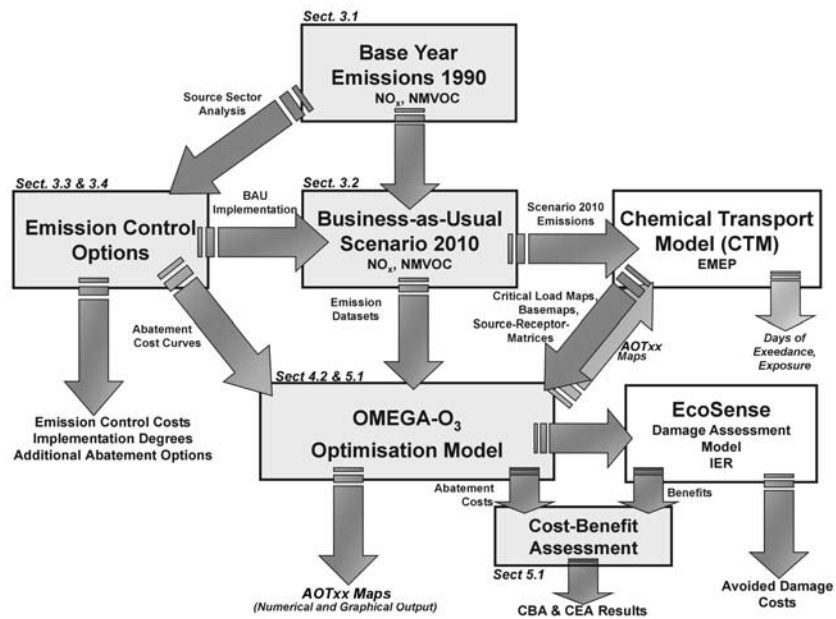 Sect. 3.1
Base Year
Emissions 1990
NOx, NMVOC
Source Sector
Analysis
Sect. 3.3 & 3.4
Emission Control
Options
BAU
Implementation
Sect. 3.2
Business-as-Usual
Scenario 2010
NOx, NMVOC
Scenario 2010
Emissions
Chemical Transport
Model (CTM)
EMEP
Abatement
Cost Curves
Emission
Datasets
Critical Load Maps,
Basemaps,
Source-Receptor-
Matrices
AOTxx
Maps
Days of
Exeedance,
Exposure
Emission Control Costs
Implementation Degrees
Additional Abatement Options
Sect 4.2 & 5.1
OMEGA-O3
Optimisation Model
EcoSense
Damage Assessment
Model
IER
Abatement
Costs
Benefits
Cost-Benefit
Assessment
Sect 5.1
AOTxx Maps
(Numerical and Graphical Output)
CBA & CEA Results
Avoided Damage
Costs